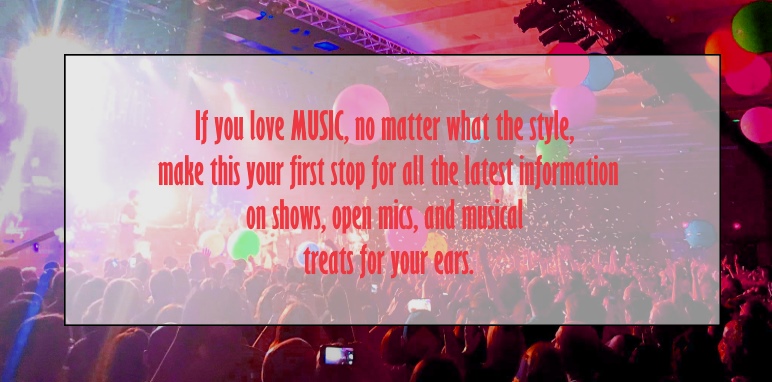 If you love MUSIC, no matter what the style,
make this your first stop for all the latest information
on shows, open mics, and musical
treats for your ears.